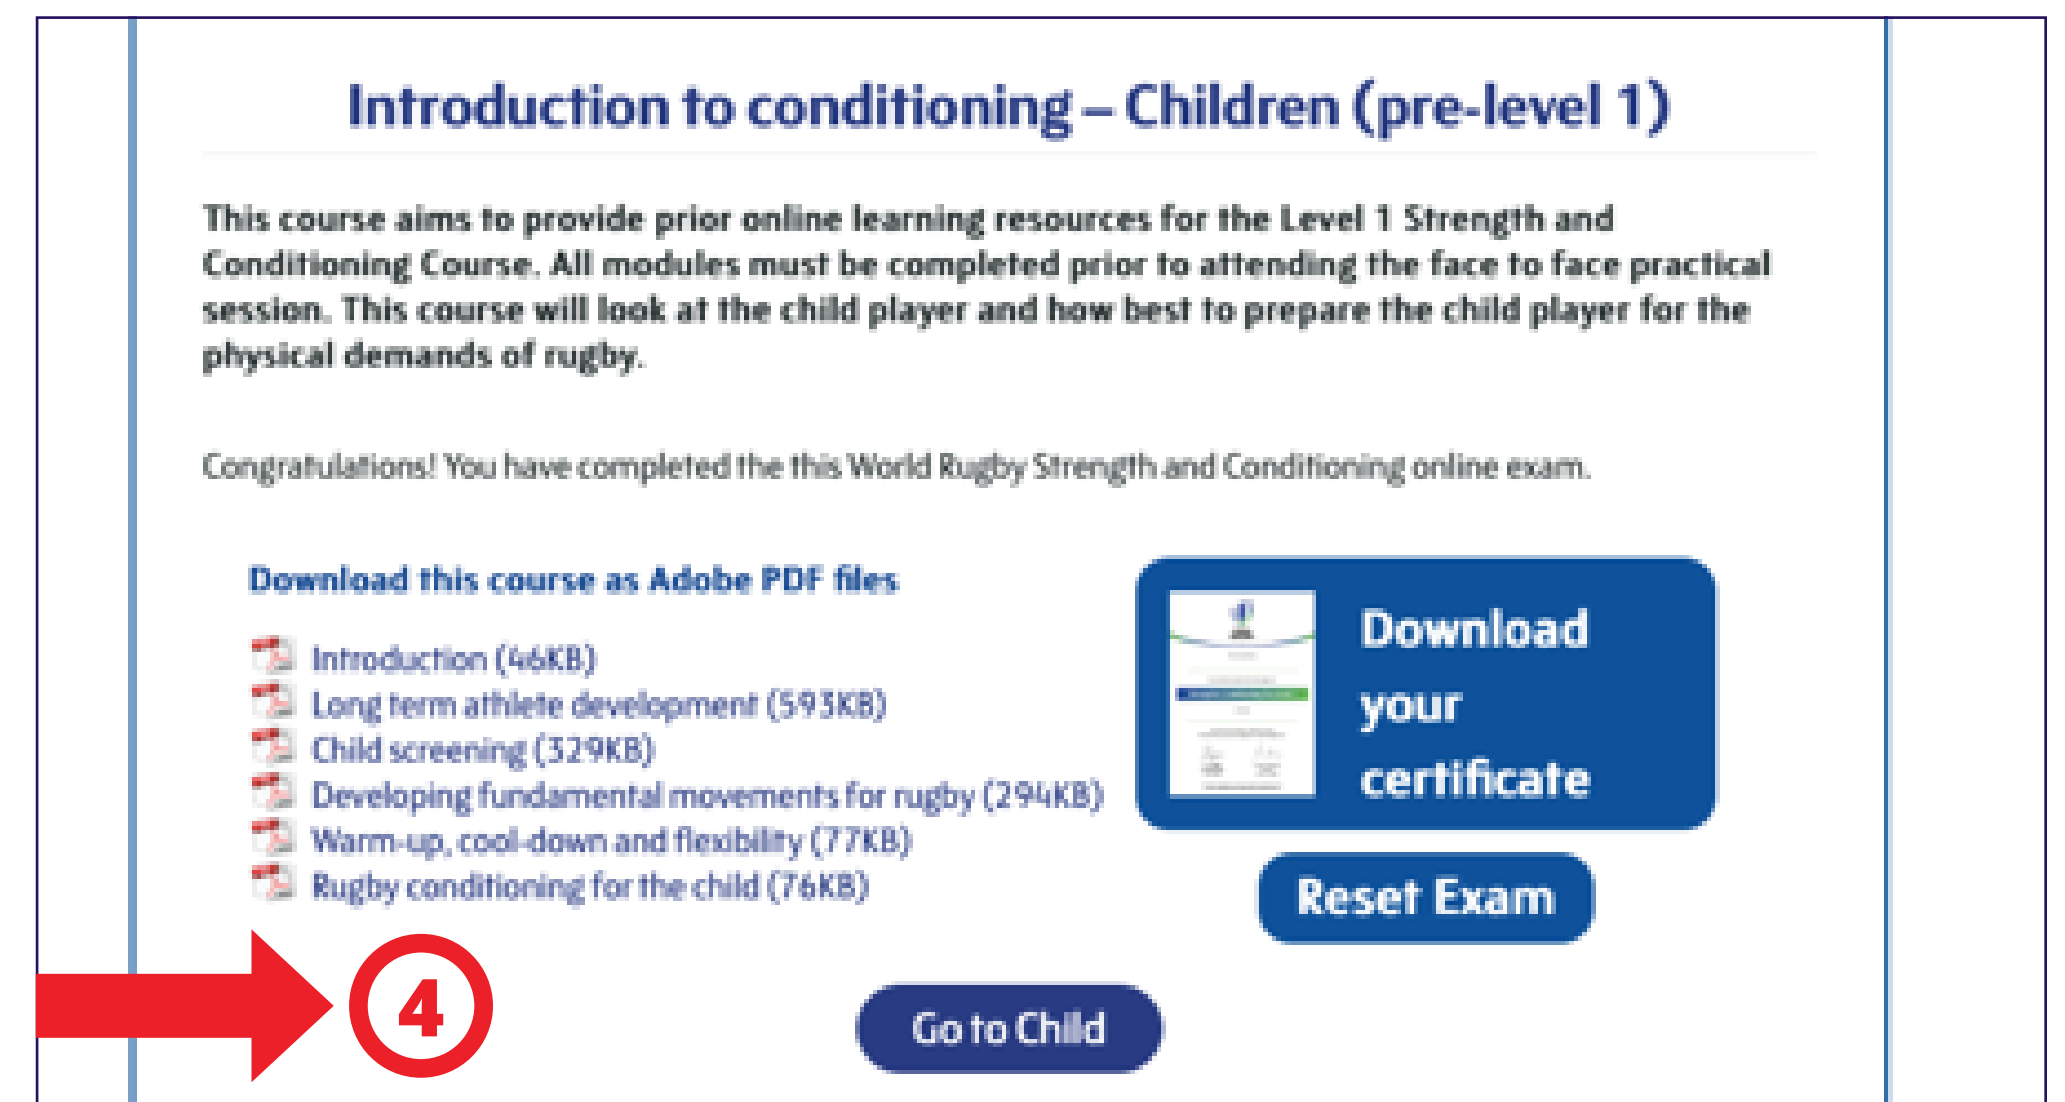 Introduction to conditioning – Children (pre-level 1)
This course aims to provide prior online learning resources for the Level 1 Strength and
Conditioning Course. All modules must be completed prior to attending the face to face practical
session. This course will look at the child player and how best to prepare the child player for the
physical demands of rugby.
Congratulations! You have completed the this World Rugby Strength and Conditioning online exam.
Download this course as Adobe PDF files
Introduction (46KB)
Long term athlete development (593KB)
Child screening (329KB)
Developing fundamental movements for rugby (294KB)
Warm-up, cool-down and flexibility (77KB)
Rugby conditioning for the child (76KB)
Download
your
certificate
Reset Exam
4
Go to Child